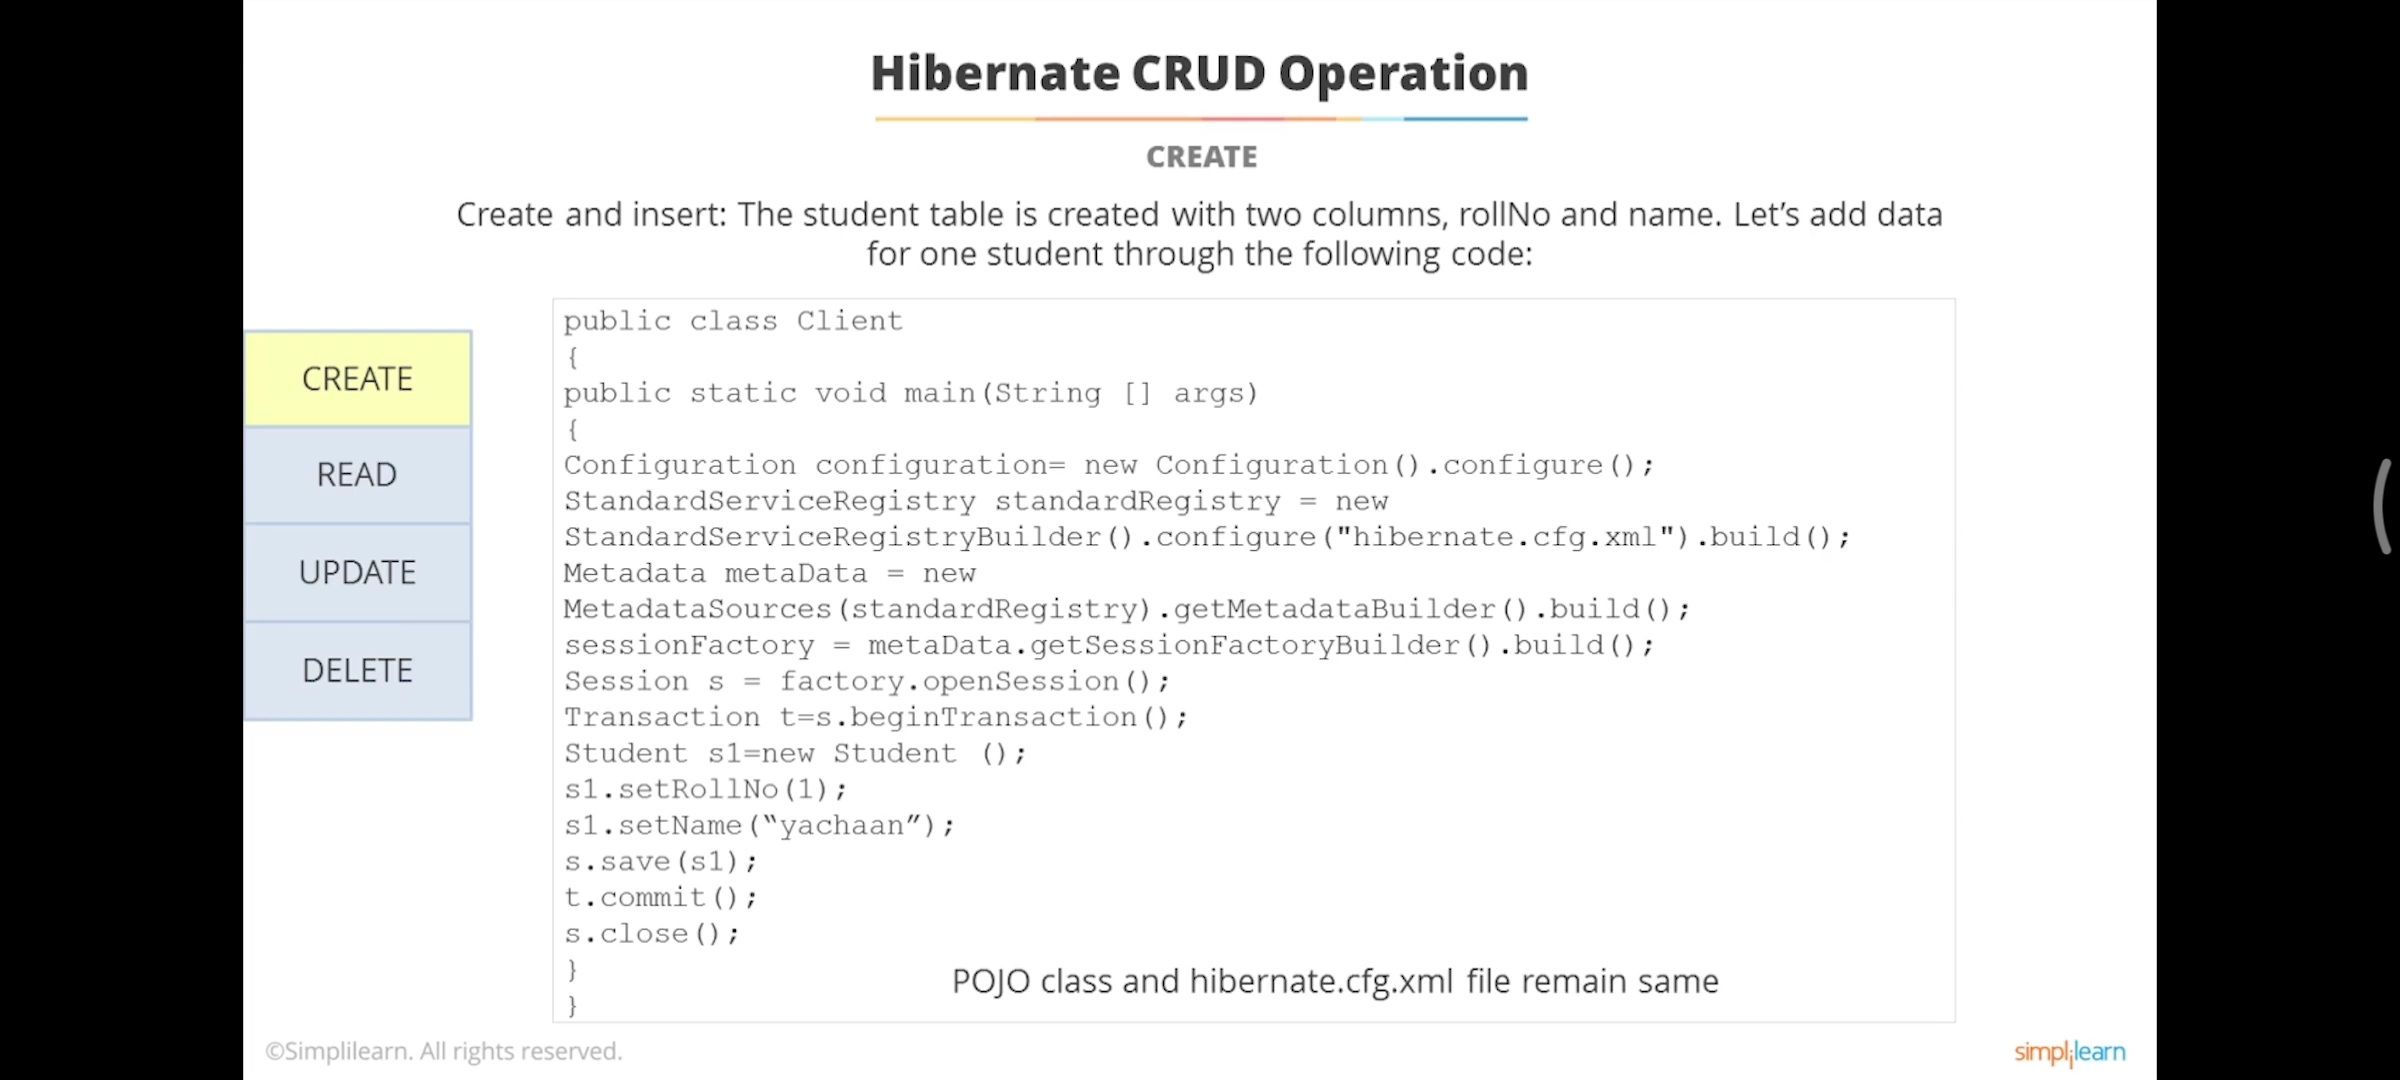 Hibernate CRUD Operation
CREATE
Create and insert: The student table is created with two columns, rollNo and name. Let’s add data
for one student through the following code:
CREATE
READ
UPDATE
DELETE
public class Client
{
public static void main(String [] args)
{
Configuration configuration= new Configuration().configure();
StandardServiceRegistry standardRegistry = new
StandardServiceRegistryBuilder().configure("hibernate.cfg.xml").build();
Metadata metaData = new
MetadataSources(standardRegistry).getMetadataBuilder().build();
sessionFactory = metaData.getSessionFactoryBuilder().build();
Session s = factory.openSession();
Transaction t=s.beginTransaction();
Student s1=new Student ();
s1.setRollNo(1);
s1.setName(“yachaan”);
s.save(s1);
t.commit();
s.close();
}
}
POJO class and hibernate.cfg.xml file remain same
©Simplilearn. All rights reserved.
simplilearn